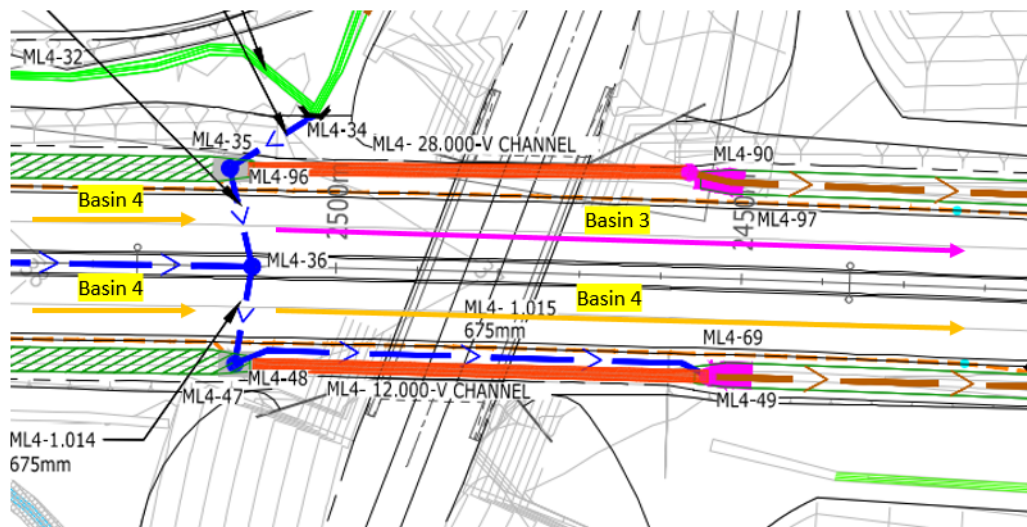 ML4-32
ML4-34
ML4-35
ML4- 28.000-V CHANNEL
ML4-90
ML4-96
Basin 4
2500m
Basin 3
2450m
ML4-97
ML4-36
Basin 4
Basin 4
ML4- 1.015
675mm
ML4-69
ML4-48
ML4-47
ML4- 12.000-V CHANNEL
ML4-49
ML4-1.014
675mm